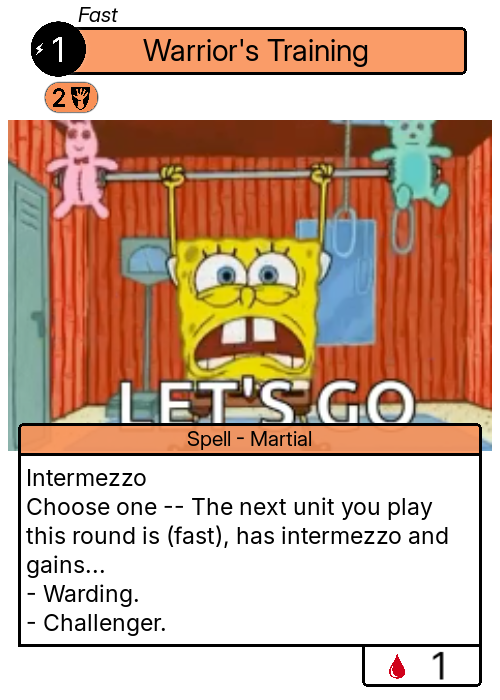 Fast
1
Warrior's Training
2
LET'S GO
Spell - Martial
Intermezzo
Choose one -- The next unit you play
this round is (fast), has intermezzo and
gains...
- Warding.
- Challenger.
1